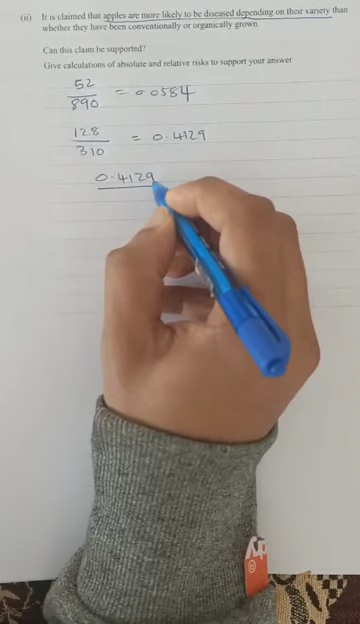 (ii) It is claimed that apples are more likely to be diseased depending on their variety than
whether they have been conventionally or organically grown.
Can this claim be supported?
Give calculations of absolute and relative risks to support your answer
52/890 = 0.0584
128/310 = 0.4129
0.4129